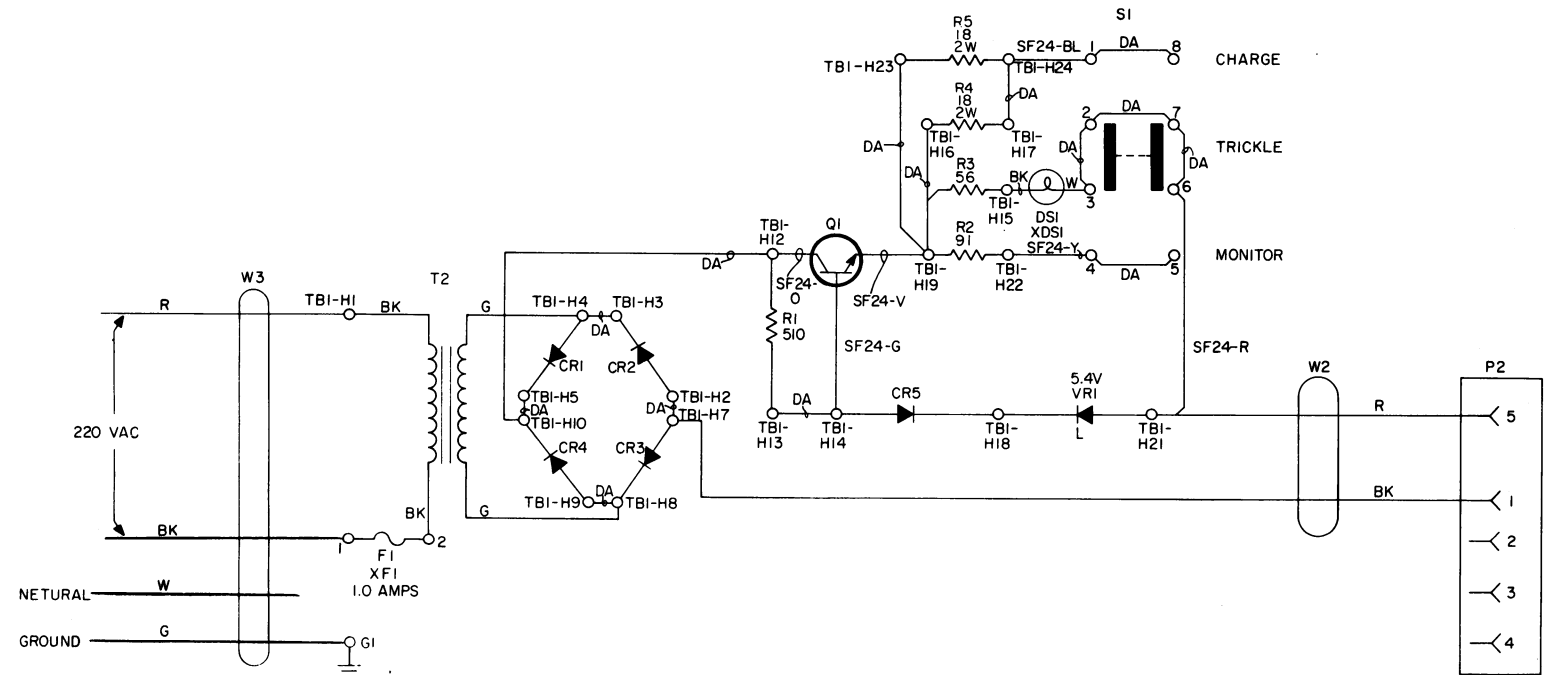 S1
R5
18
2W
SF24-BL
1
DA
8
TB1-H23
TB1-H24
CHARGE
R4
18
2W
DA
2
DA
7
TB1-
H16
TB1-
H17
DA
DA
TRICKLE
DA
DA
R3
56
BK
W
3
6
TB1-
H15
DS1
XDS1
TB1-
H12
Q1
R2
91
SF24-Y
4
DA
5
MONITOR
DA
SF24-
O
SF24-V
TB1-
H19
TB1-
H22
W3
T2
R
TB1-H1
BK
G
TB1-H4
TB1-H3
DA
R1
510
SF24-G
SF24-R
CR1
CR2
5.4V
VR1
W2
P2
TB1-H5
DA
TB1-H10
TB1-H2
DA
TB1-H7
DA
CR5
L
R
5
TB1-
H13
TB1-
H14
TB1-
H18
TB1-
H21
220 VAC
CR4
CR3
DA
TB1-H9
TB1-H8
BK
G
BK
1
BK
1
2
2
F1
XF1
1.0 AMPS
NETURAL
W
3
GROUND
G
G1
4